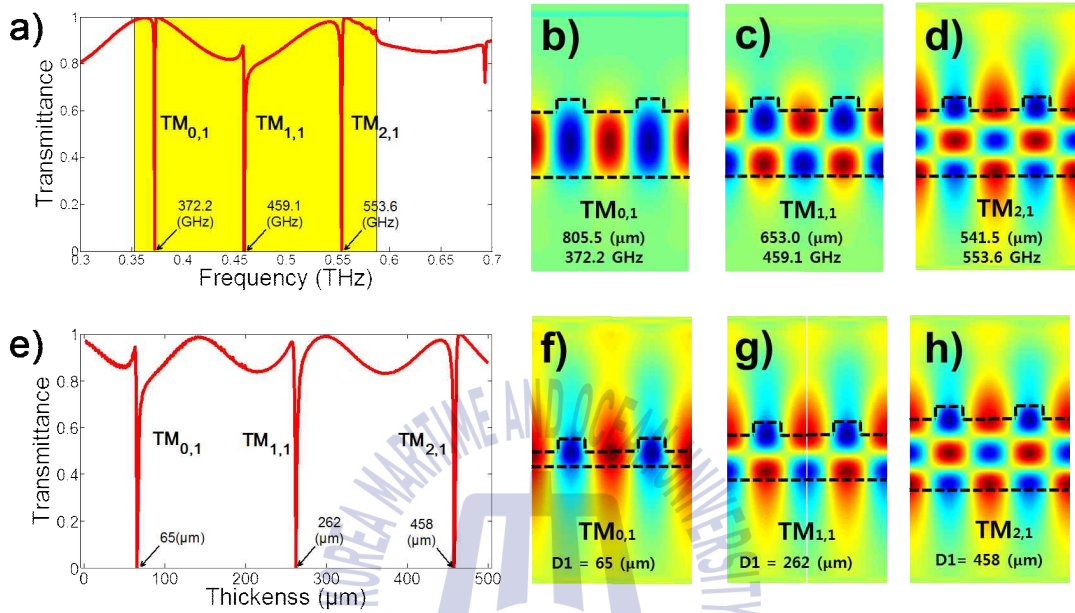 a)
Transmittance
1
0.8
0.6
0.4
0.2
0
0.3
0.35
0.4
0.45
0.5
0.55
0.6
0.65
0.7
Frequency (THz)
TM0,1
TM1,1
TM2,1
372.2
(GHz)
459.1
(GHz)
553.6
(GHz)
b)
TM0,1
805.5 (µm)
372.2 GHz
c)
TM1,1
653.0 (µm)
459.1 GHz
d)
TM2,1
541.5 (µm)
553.6 GHz
e)
Transmittance
1
0.8
0.6
0.4
0.2
0
0
100
200
300
400
500
Thickenss (µm)
TM0,1
TM1,1
TM2,1
65(µm)
262
(µm)
458
(µm)
f)
TM0,1
D1 = 65 (µm)
g)
TM1,1
D1 = 262 (µm)
h)
TM2,1
D1= 458 (µm)
KOREA MARITIME AND OCEAN UNIVERSITY